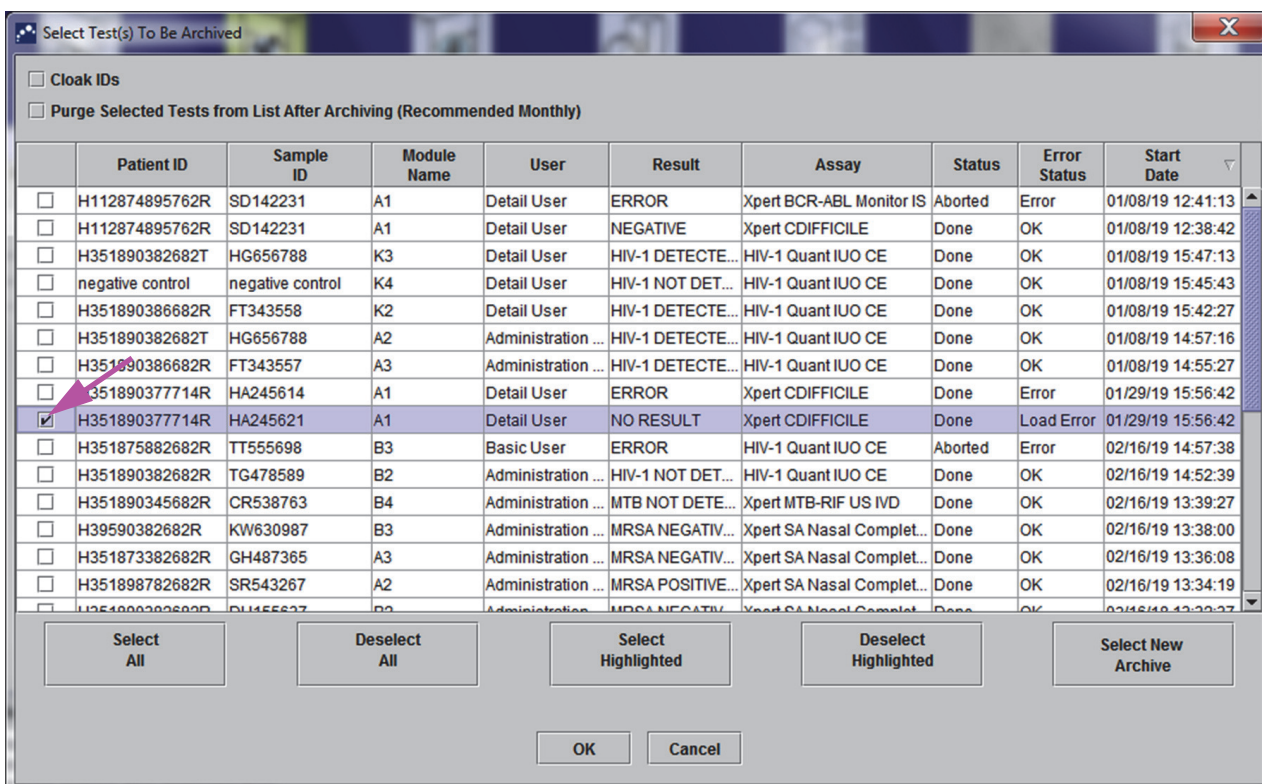 Select Test(s) To Be Archived
Cloak IDs
Purge Selected Tests from List After Archiving (Recommended Monthly)
Patient ID Sample ID Module Name User Result Assay Status Error Status Start Date
H112874895762R SD142231 A1 Detail User ERROR Xpert BCR-ABL Monitor IS Aborted Error 01/08/19 12:41:13
H112874895762R SD142231 A1 Detail User NEGATIVE Xpert CDIFFICILE Done OK 01/08/19 12:38:42
H351890382682T HG656788 K3 Detail User HIV-1 DETECTE... HIV-1 Quant IUO CE Done OK 01/08/19 15:47:13
negative control negative control K4 Detail User HIV-1 NOT DET... HIV-1 Quant IUO CE Done OK 01/08/19 15:45:43
H351890386682R FT343558 K2 Detail User HIV-1 DETECTE... HIV-1 Quant IUO CE Done OK 01/08/19 15:42:27
H351890382682T HG656788 A2 Administration ... HIV-1 DETECTE... HIV-1 Quant IUO CE Done OK 01/08/19 14:57:16
H351890386682R FT343557 A3 Administration ... HIV-1 DETECTE... HIV-1 Quant IUO CE Done OK 01/08/19 14:55:27
H351890377714R HA245614 A1 Detail User ERROR Xpert CDIFFICILE Done Error 01/29/19 15:56:42
H351890377714R HA245621 A1 Detail User NO RESULT Xpert CDIFFICILE Done Load Error 01/29/19 15:56:42
H351875882682R TT555698 B3 Basic User ERROR HIV-1 Quant IUO CE Aborted Error 02/16/19 14:57:38
H351890382682R TG478589 B2 Administration ... HIV-1 NOT DET... HIV-1 Quant IUO CE Done OK 02/16/19 14:52:39
H351890345682R CR538763 B4 Administration ... MTB NOT DETE... Xpert MTB-RIF US IVD Done OK 02/16/19 13:39:27
H39590382682R KW630987 B3 Administration ... MRSA NEGATIV... Xpert SA Nasal Complet... Done OK 02/16/19 13:38:00
H351873382682R GH487365 A3 Administration ... MRSA NEGATIV... Xpert SA Nasal Complet... Done OK 02/16/19 13:36:08
H351898782682R SR543267 A2 Administration ... MRSA POSITIVE... Xpert SA Nasal Complet... Done OK 02/16/19 13:34:19
Select All Deselect All Select Highlighted Deselect Highlighted Select New Archive
OK Cancel